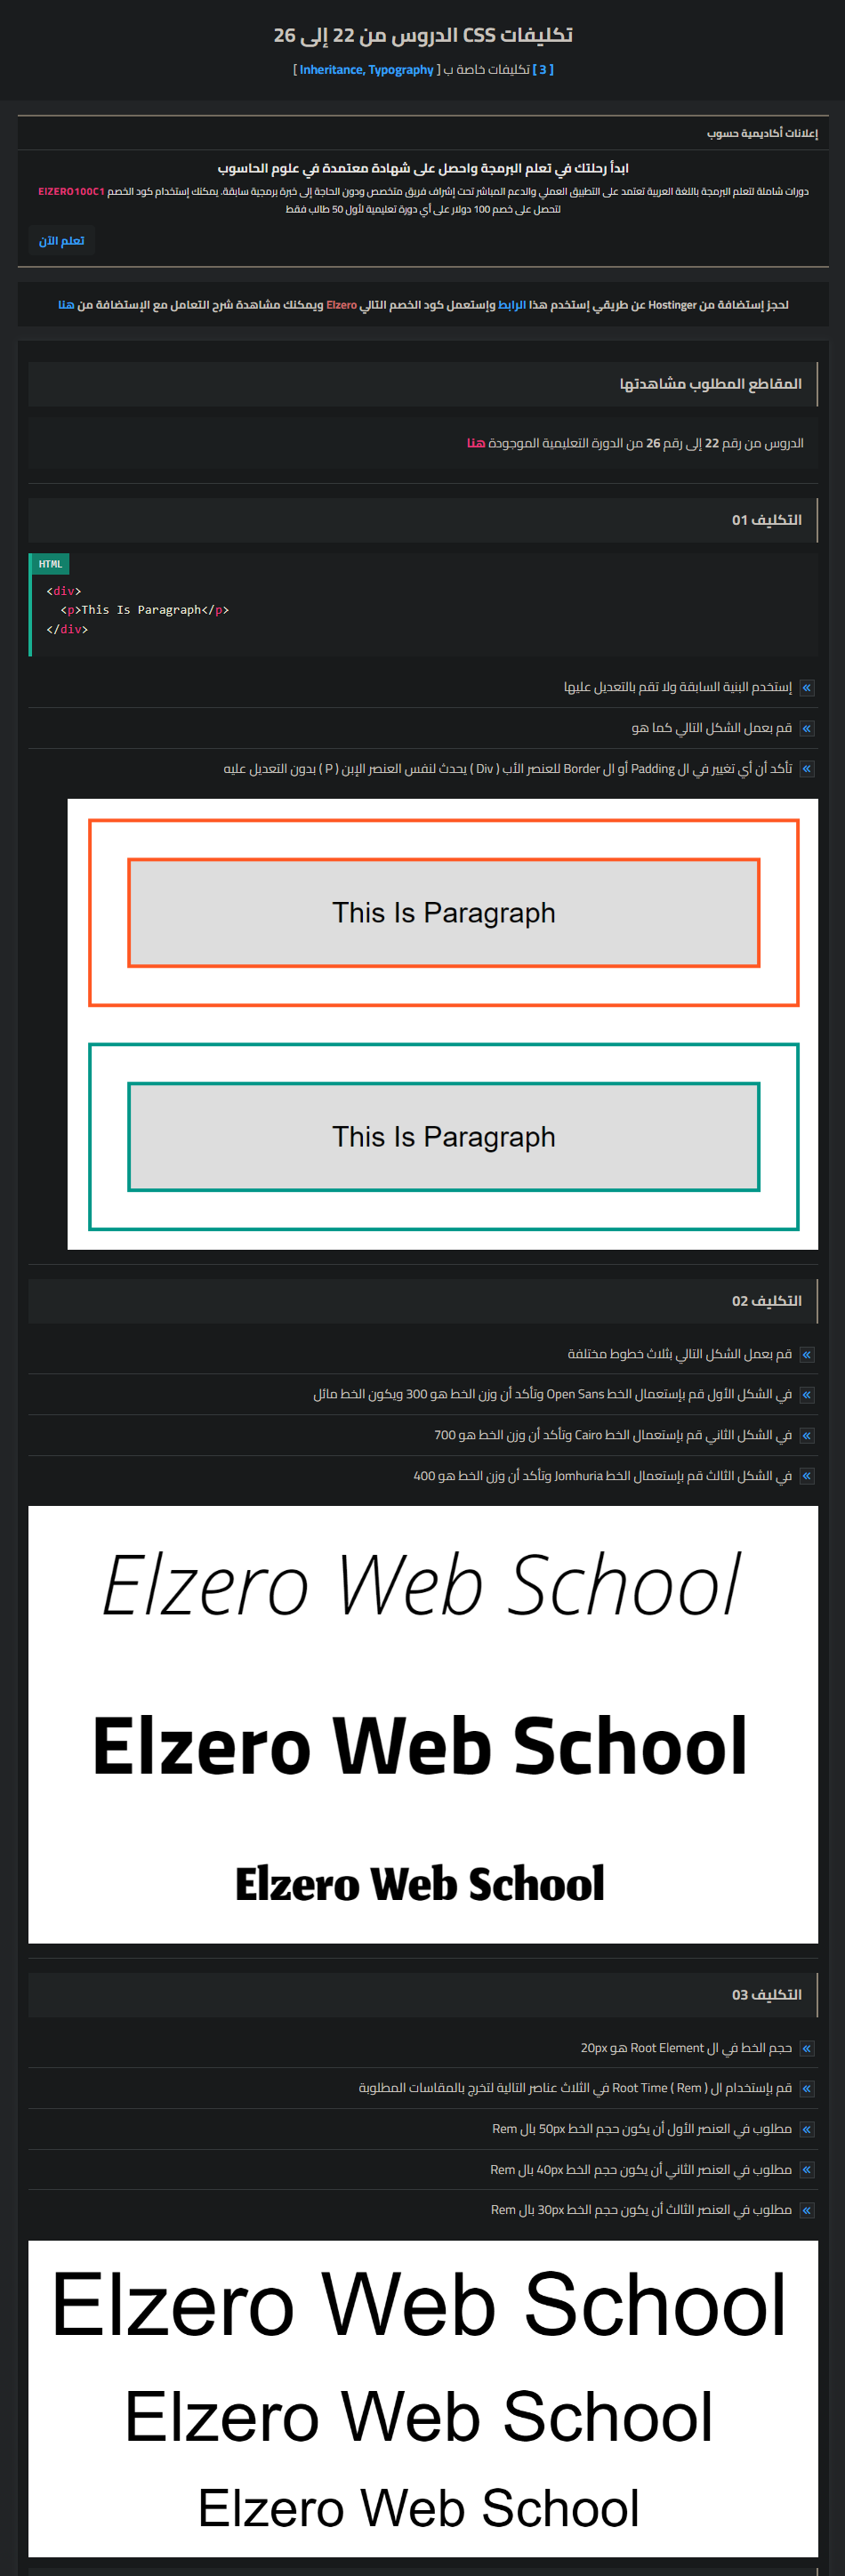 تكليفات CSS الدروس من 22 إلى 26
[ 3 ] تكليفات خاصة ب [ Inheritance, Typography ]
إعلانات أكاديمية حسوب
ابدأ رحلتك في تعلم البرمجة واحصل على شهادة معتمدة في علوم الحاسوب
دورات شاملة لتعلم البرمجة باللغة العربية تعتمد على التطبيق العملي والدعم المباشر تحت إشراف فريق متخصص ودون الحاجة إلى خبرة برمجية سابقة. يمكنك إستخدام كود الخصم ElZERO100C1
لتحصل على خصم 100 دولار على أي دورة تعليمية لأول 50 طالب فقط
تعلم الآن
لحجز إستضافة من Hostinger عن طريقي إستخدم هذا الرابط وإستعمل كود الخصم التالي Elzero ويمكنك مشاهدة شرح التعامل مع الإستضافة من هنا
المقاطع المطلوب مشاهدتها
الدروس من رقم 22 إلى رقم 26 من الدورة التعليمية الموجودة هنا
التكليف 01
HTML
<div>
<p>This Is Paragraph</p>
</div>
إستخدم البنية السابقة ولا تقم بالتعديل عليها
قم بعمل الشكل التالي كما هو
تأكد أن أي تغيير في ال Padding أو ال Border للعنصر الأب ( Div ) يحدث لنفس العنصر الإبن ( P ) بدون التعديل عليه
This Is Paragraph
This Is Paragraph
التكليف 02
قم بعمل الشكل التالي بثلاث خطوط مختلفة
في الشكل الأول قم بإستعمال الخط Open Sans وتأكد أن وزن الخط هو 300 ويكون الخط مائل
في الشكل الثاني قم بإستعمال الخط Cairo وتأكد أن وزن الخط هو 700
في الشكل الثالث قم بإستعمال الخط Jomhuria وتأكد أن وزن الخط هو 400
Elzero Web School
Elzero Web School
Elzero Web School
التكليف 03
حجم الخط في ال Root Element هو 20px
قم بإستخدام ال ( Root Time ( Rem في الثلاث عناصر التالية لتخرج بالمقاسات المطلوبة
مطلوب في العنصر الأول أن يكون حجم الخط 50px بال Rem
مطلوب في العنصر الثاني أن يكون حجم الخط 40px بال Rem
مطلوب في العنصر الثالث أن يكون حجم الخط 30px بال Rem
Elzero Web School
Elzero Web School
Elzero Web School